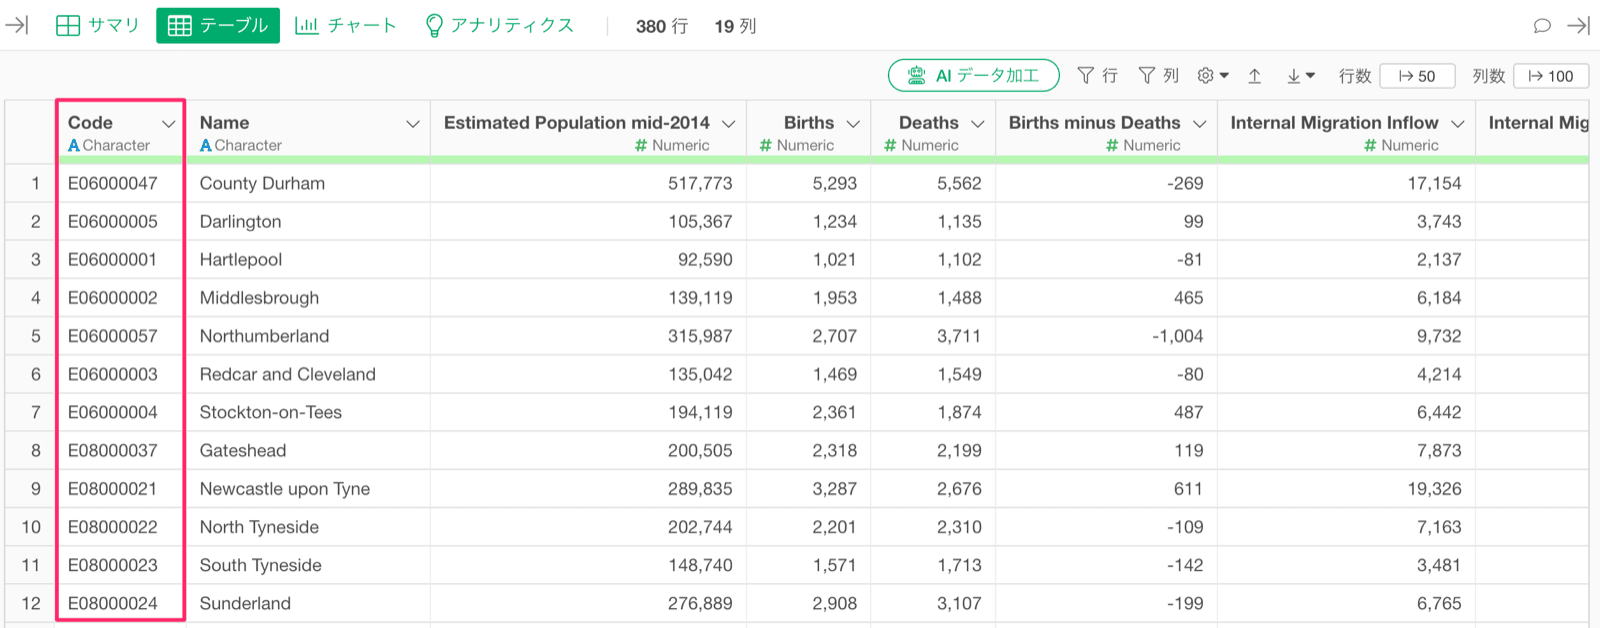 サマリ テーブル チャート アナリティクス 380 行 19 列
AI データ加工 行 列 行数 50 列数 100
Code Name Estimated Population mid-2014 Births Deaths Births minus Deaths Internal Migration Inflow Internal Mig
A Character A Character # Numeric # Numeric # Numeric # Numeric # Numeric
1 E06000047 County Durham 517,773 5,293 5,562 -269 17,154
2 E06000005 Darlington 105,367 1,234 1,135 99 3,743
3 E06000001 Hartlepool 92,590 1,021 1,102 -81 2,137
4 E06000002 Middlesbrough 139,119 1,953 1,488 465 6,184
5 E06000057 Northumberland 315,987 2,707 3,711 -1,004 9,732
6 E06000003 Redcar and Cleveland 135,042 1,469 1,549 -80 4,214
7 E06000004 Stockton-on-Tees 194,119 2,361 1,874 487 6,442
8 E08000037 Gateshead 200,505 2,318 2,199 119 7,873
9 E08000021 Newcastle upon Tyne 289,835 3,287 2,676 611 19,326
10 E08000022 North Tyneside 202,744 2,201 2,310 -109 7,163
11 E08000023 South Tyneside 148,740 1,571 1,713 -142 3,481
12 E08000024 Sunderland 276,889 2,908 3,107 -199 6,765